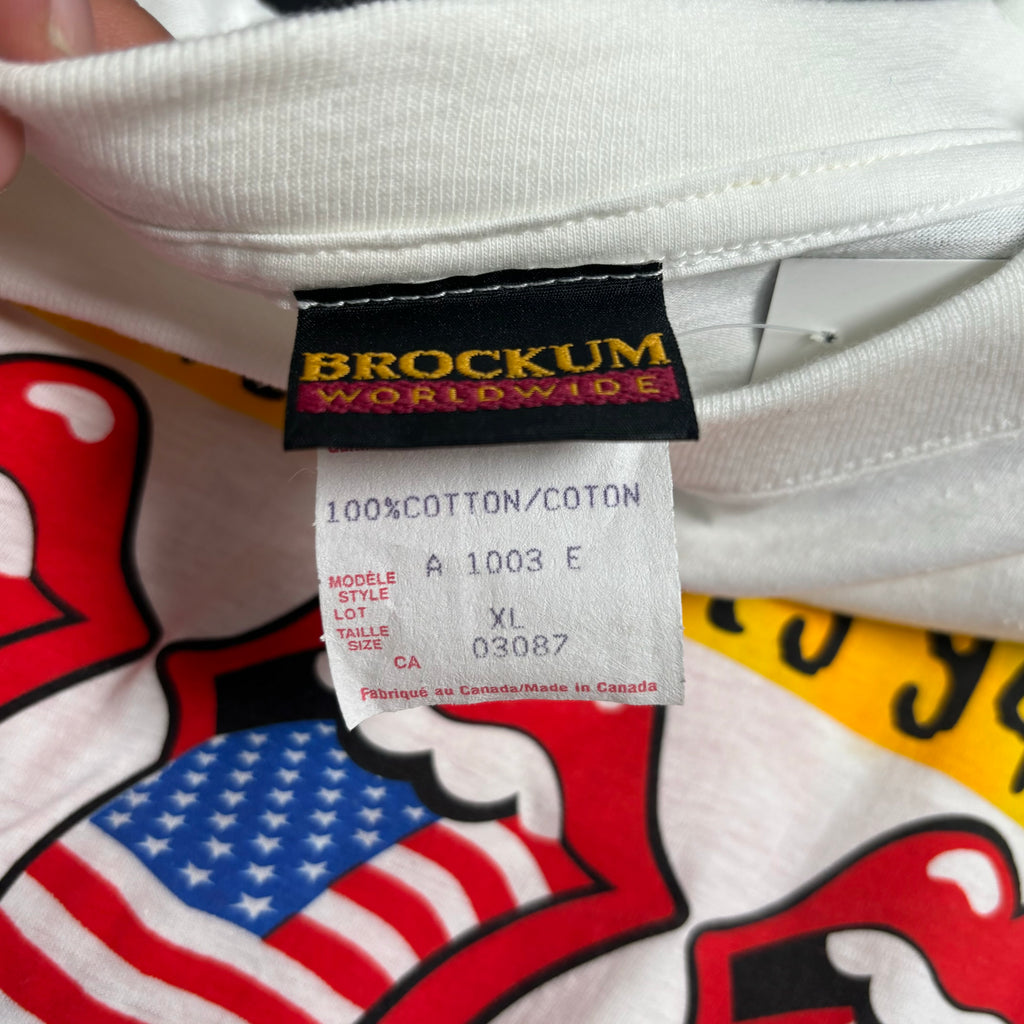 BROCKUM
WORLDWIDE
100%COTTON/COTON
A 1003 E
MODÈLE
STYLE
LOT
XL
TAILLE
SIZE
03087
CA
Fabriqué au Canada/Made in Canada